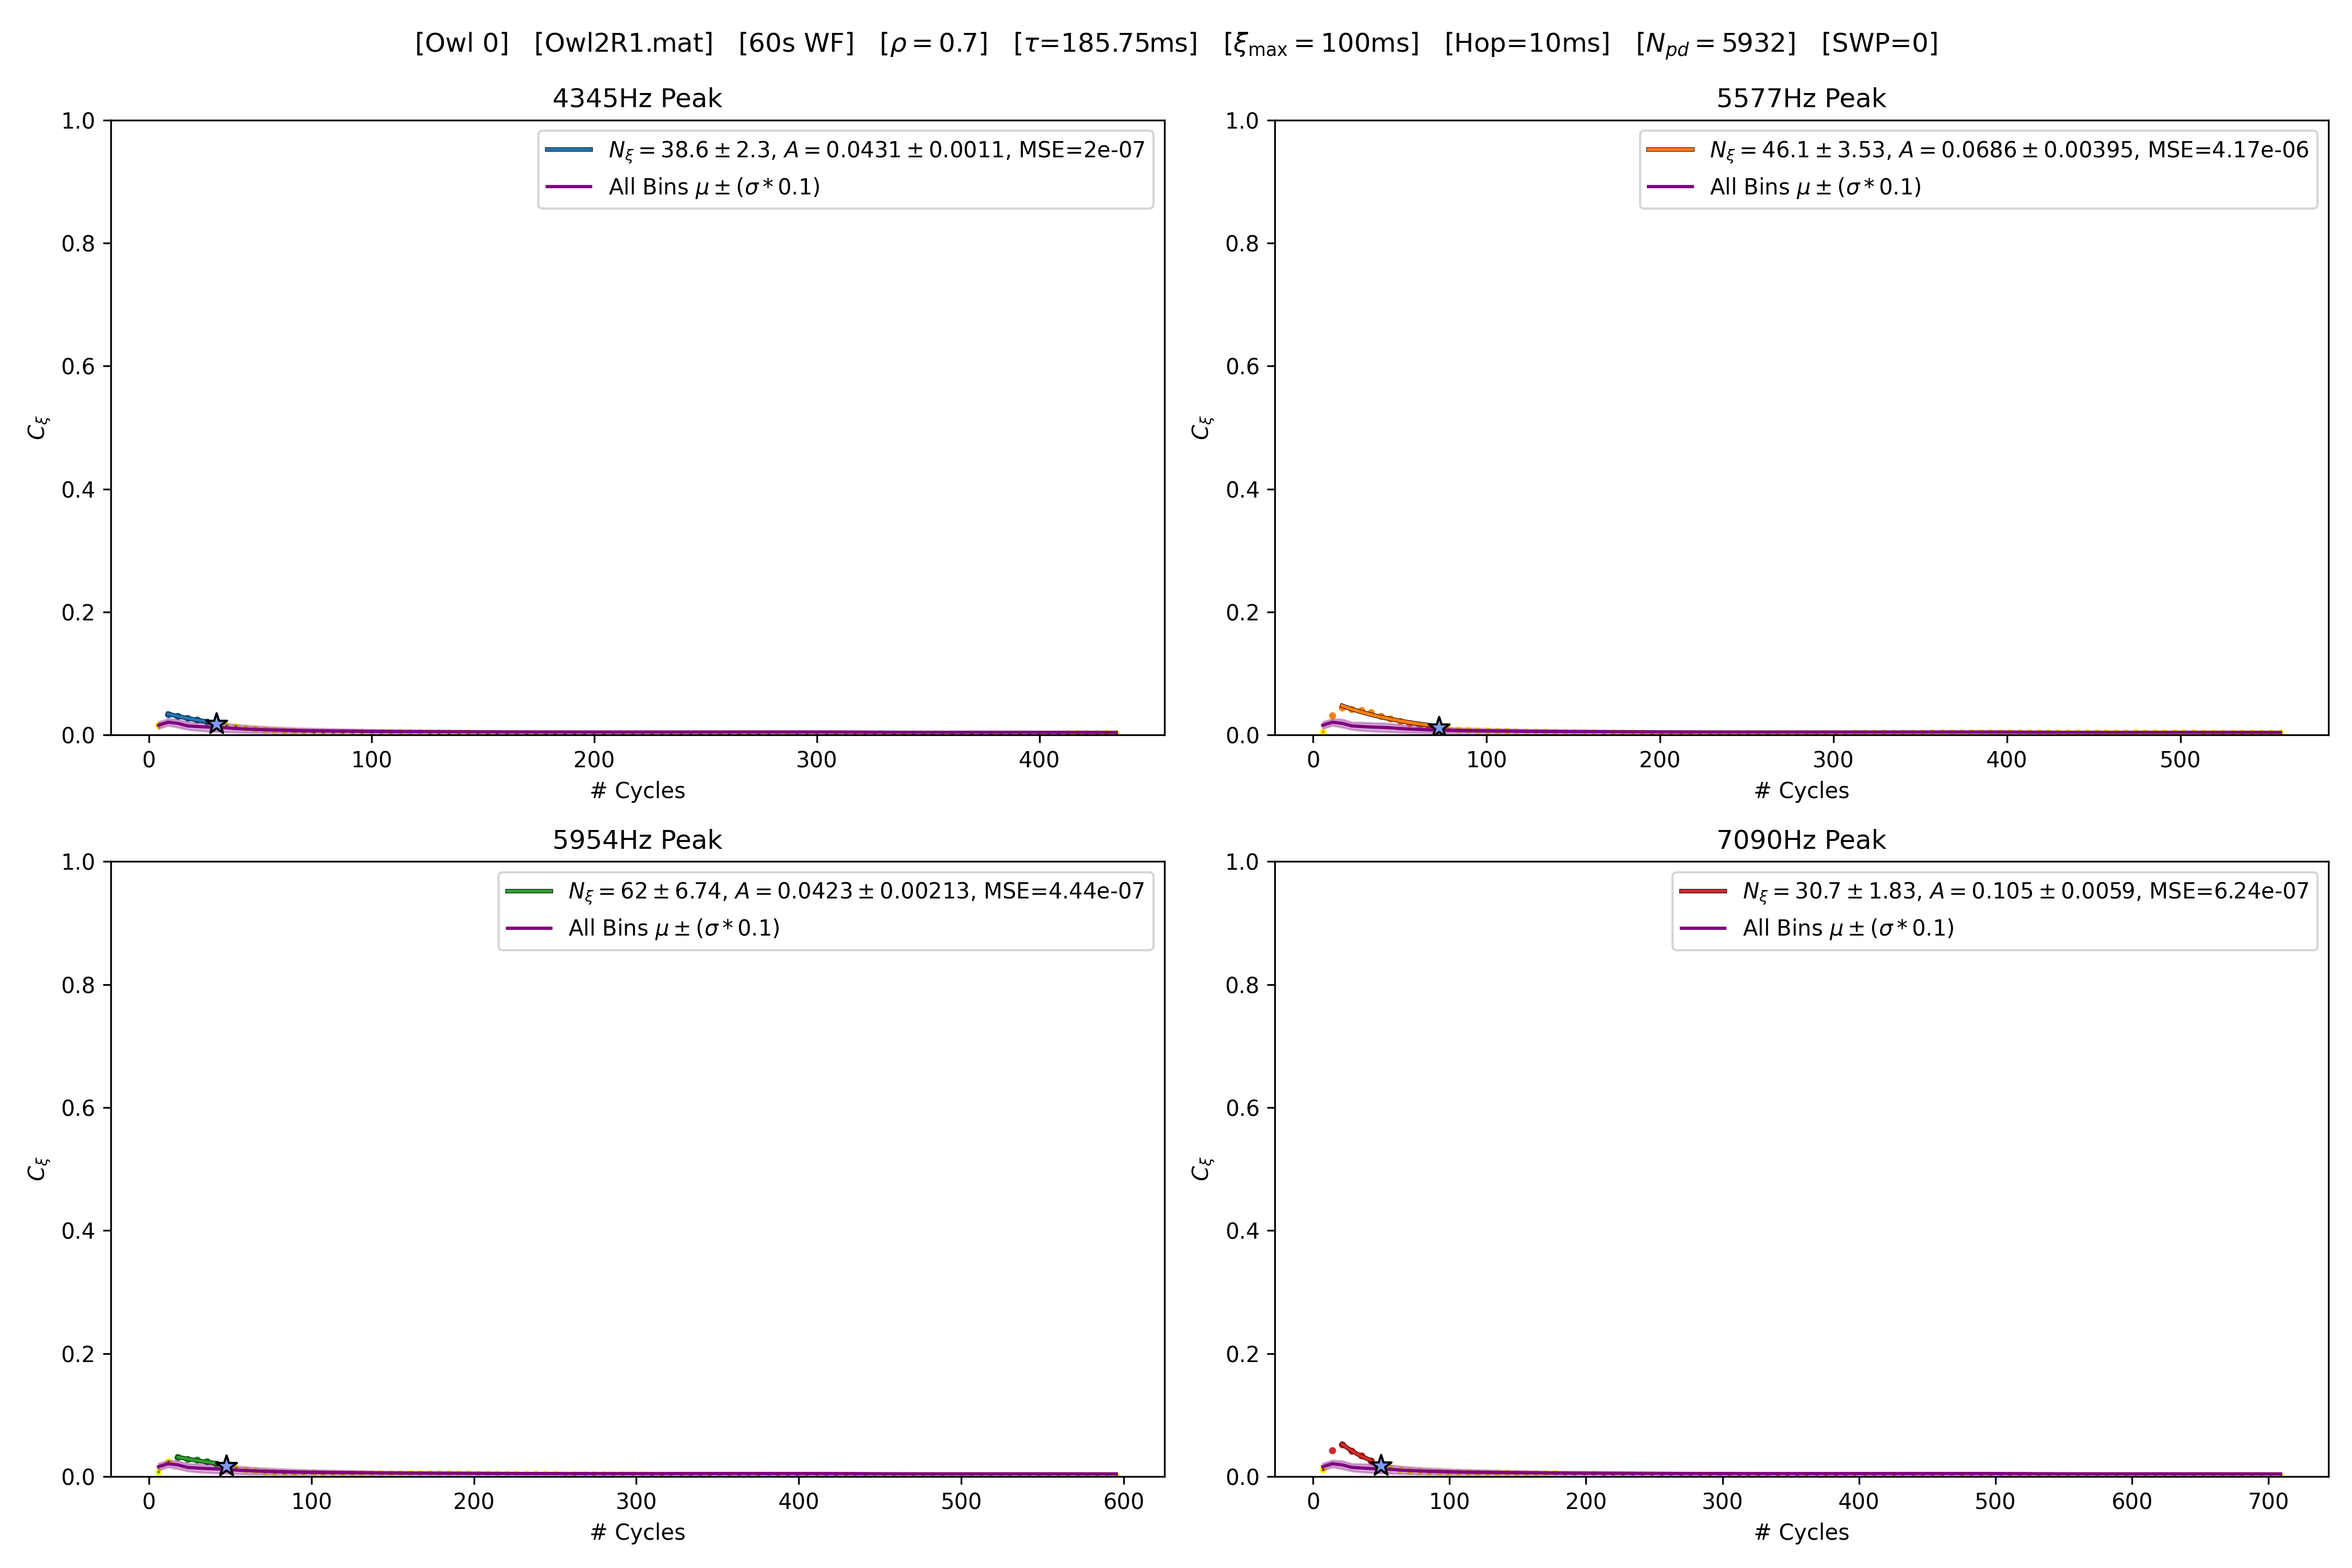 [Owl 0] [Owl2R1.mat] [60s WF] [ρ = 0.7] [τ=185.75ms] [ξmax = 100ms] [Hop=10ms] [Npd = 5932] [SWP=0]
4345Hz Peak
Nξ = 38.6 ± 2.3, A = 0.0431 ± 0.0011, MSE=2e-07
All Bins μ ± (σ * 0.1)
1.0
0.8
0.6
0.4
0.2
0.0
Cξ
0 100 200 300 400
# Cycles
5577Hz Peak
Nξ = 46.1 ± 3.53, A = 0.0686 ± 0.00395, MSE=4.17e-06
All Bins μ ± (σ * 0.1)
1.0
0.8
0.6
0.4
0.2
0.0
Cξ
0 100 200 300 400 500
# Cycles
5954Hz Peak
Nξ = 62 ± 6.74, A = 0.0423 ± 0.00213, MSE=4.44e-07
All Bins μ ± (σ * 0.1)
1.0
0.8
0.6
0.4
0.2
0.0
Cξ
0 100 200 300 400 500 600
# Cycles
7090Hz Peak
Nξ = 30.7 ± 1.83, A = 0.105 ± 0.0059, MSE=6.24e-07
All Bins μ ± (σ * 0.1)
1.0
0.8
0.6
0.4
0.2
0.0
Cξ
0 100 200 300 400 500 600 700
# Cycles